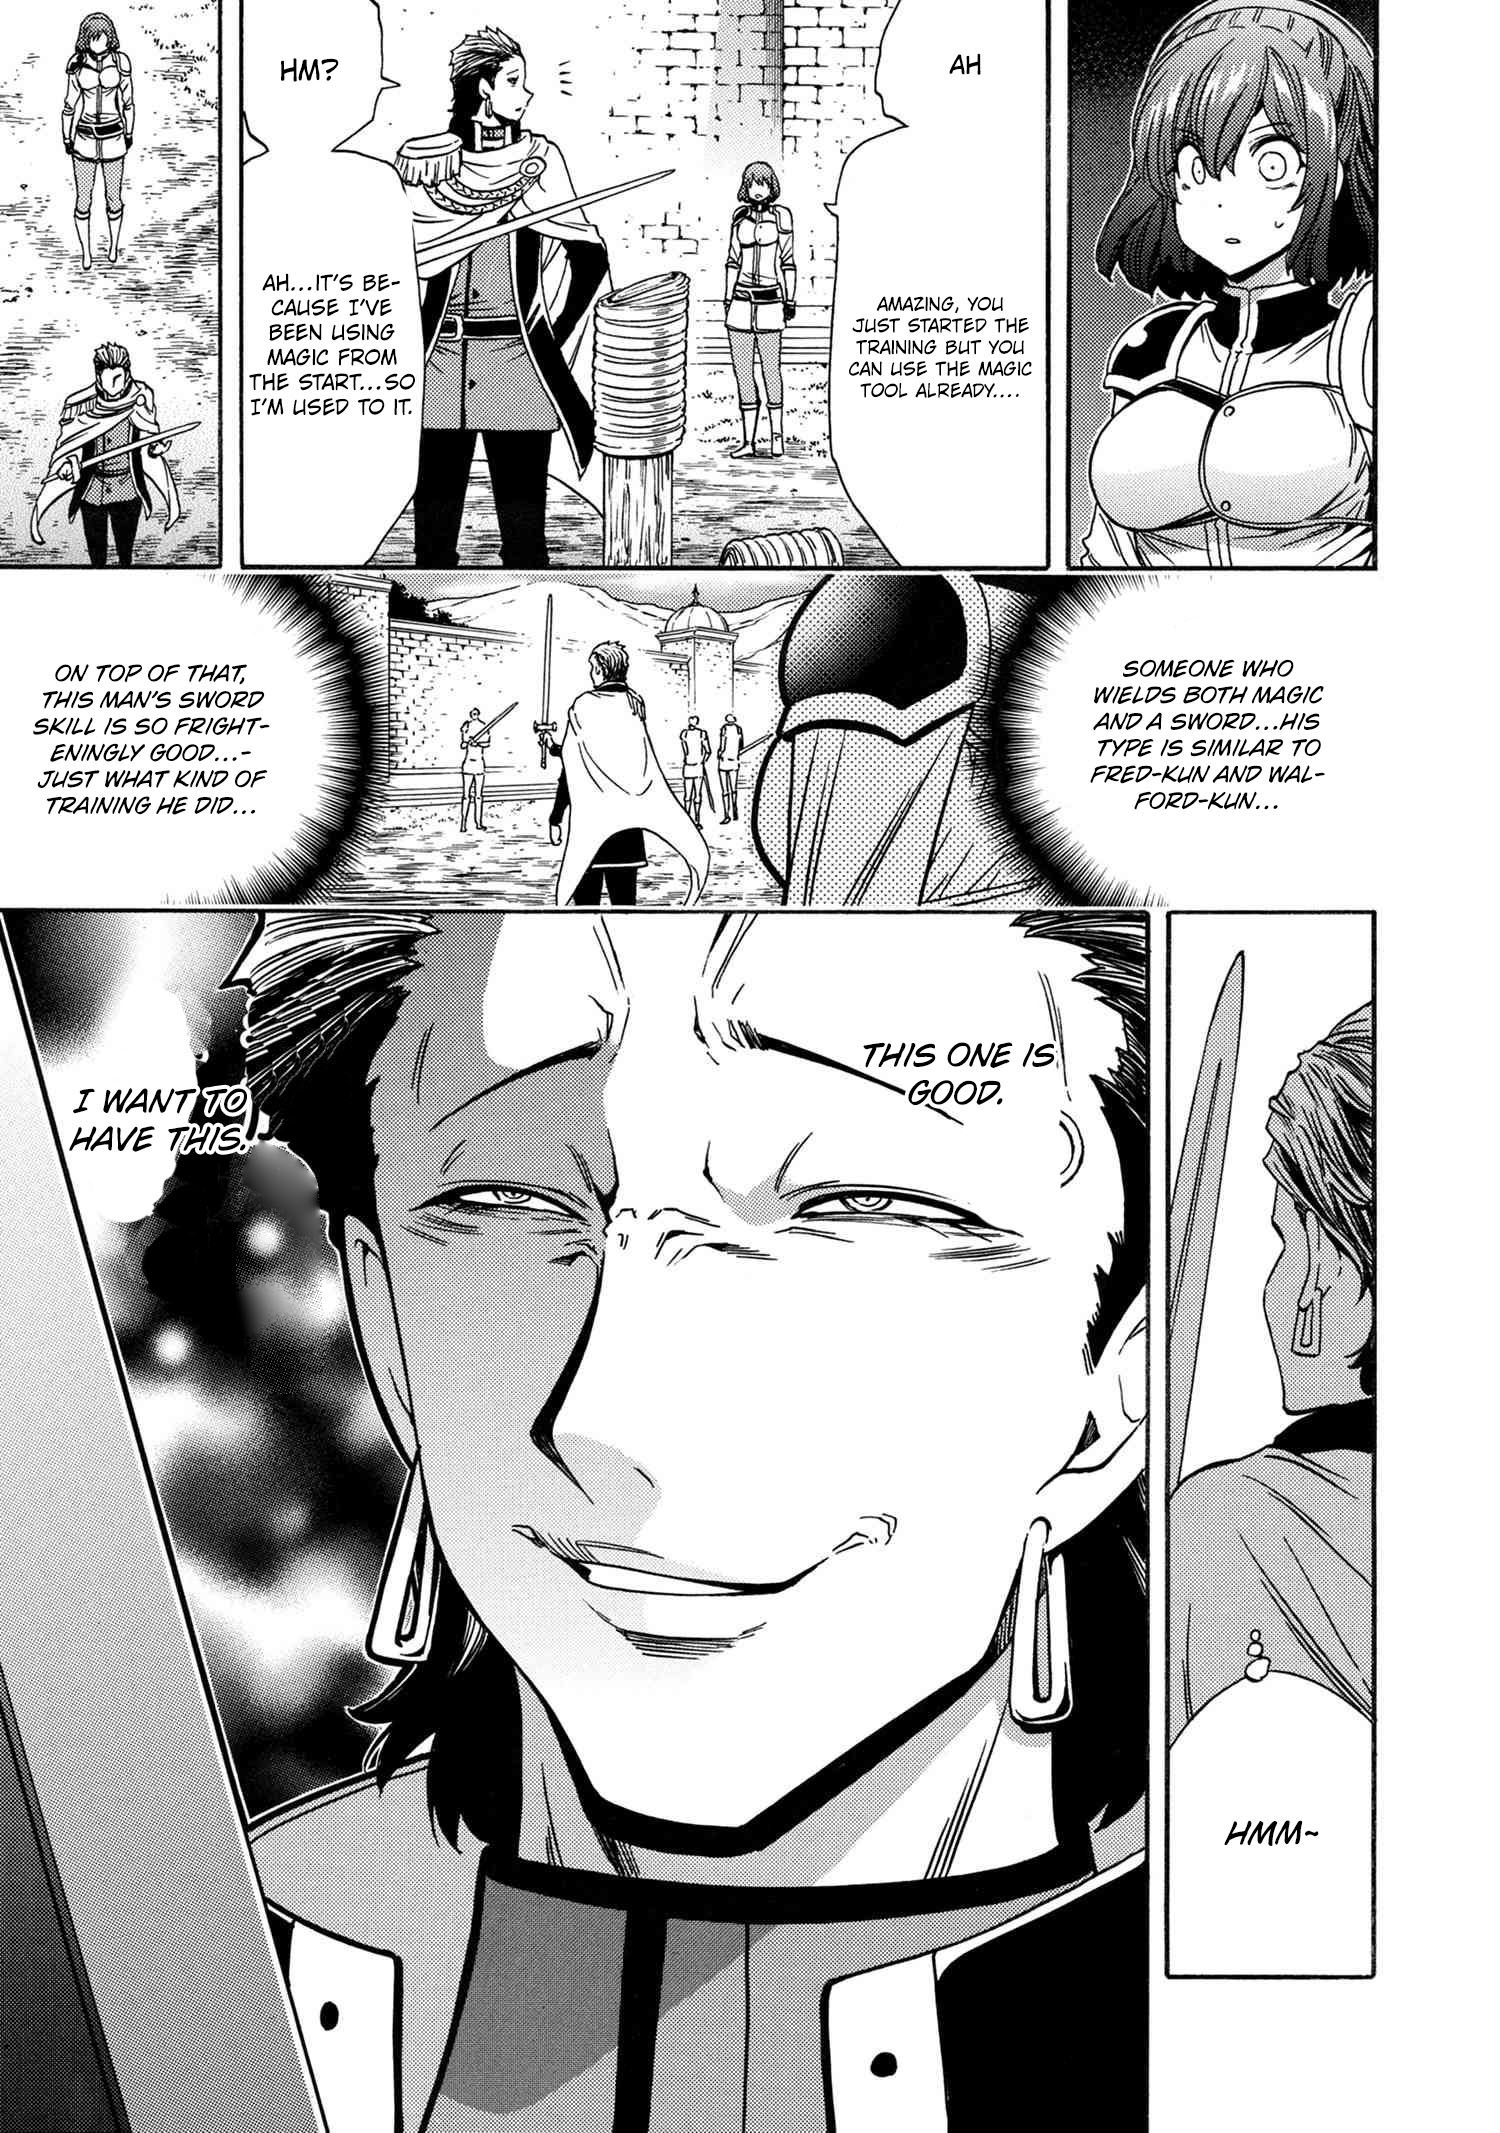 AH
AMAZING, YOU
JUST STARTED THE
TRAINING BUT YOU
CAN USE THE MAGIC
TOOL ALREADY....
HM?
AH...IT'S BE-
CAUSE I'VE
BEEN USING
MAGIC FROM
THE START...SO
I'M USED TO IT.
SOMEONE WHO
WIELDS BOTH MAGIC
AND A SWORD...HIS
TYPE IS SIMILAR TO
FRED-KUN AND WAL-
FORD-KUN...
ON TOP OF THAT,
THIS MAN'S SWORD
SKILL IS SO FRIGHT-
ENINGLY GOOD...-
JUST WHAT KIND OF
TRAINING HE DID...
HMM~
THIS ONE IS
GOOD.
I WANT TO
HAVE THIS.